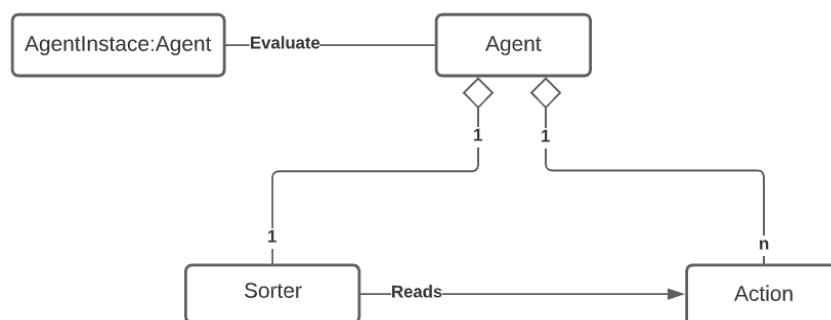 AgentInstace:Agent
Evaluate
Agent
1
1
1
n
Sorter
Reads
Action